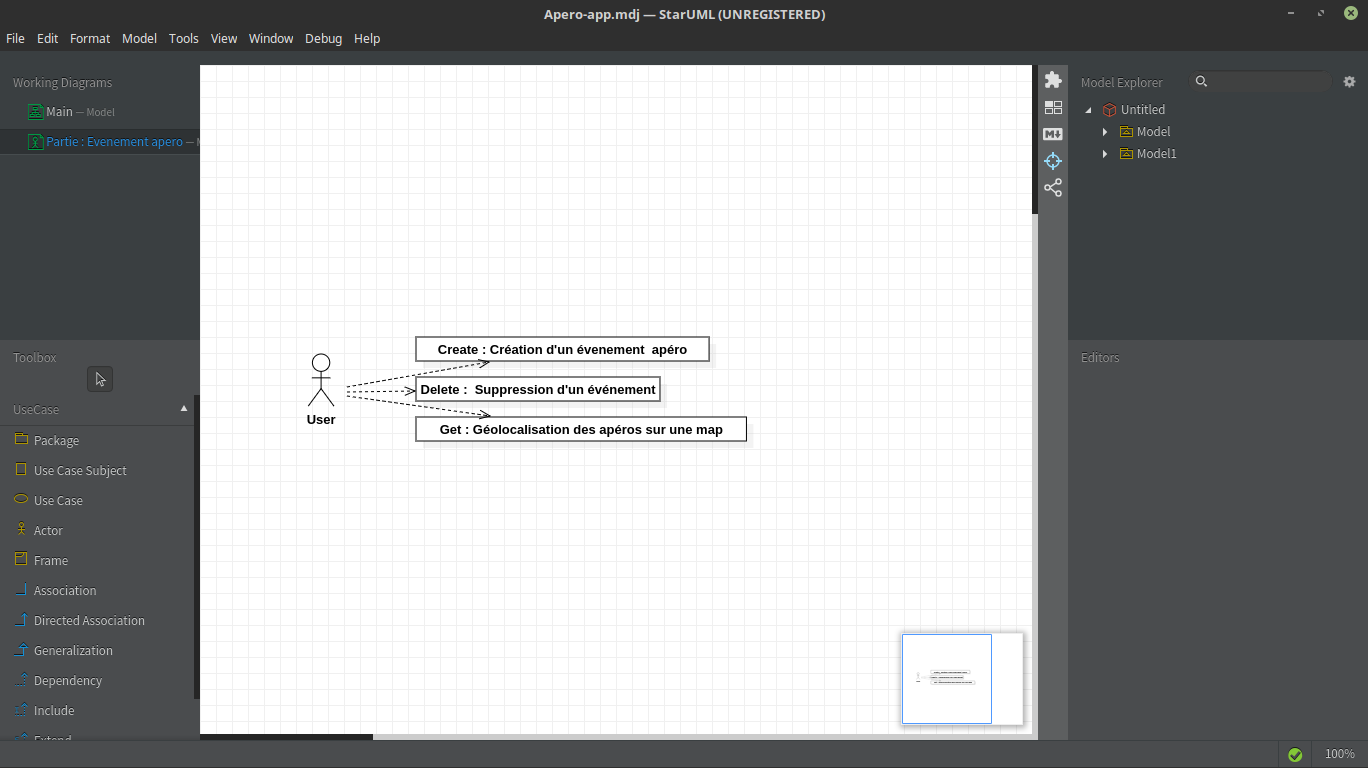 Apero-app.mdj — StarUML (UNREGISTERED)
File Edit Format Model Tools View Window Debug Help
Working Diagrams
Main — Model
Partie : Evenement apero —
Toolbox
UseCase
Package
Use Case Subject
Use Case
Actor
Frame
Association
Directed Association
Generalization
Dependency
Include
Extend
User
Create : Création d'un évenement  apéro
Delete :  Suppression d'un événement
Get : Géolocalisation des apéros sur une map
M
Model Explorer
Untitled
Model
Model1
Editors
100%